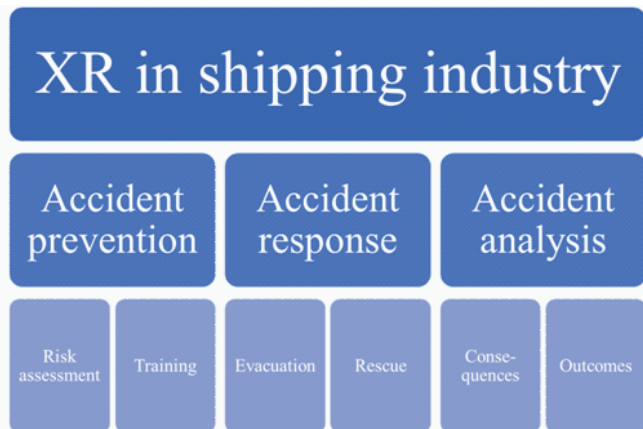 XR in shipping industry
Accident
prevention
Accident
response
Accident
analysis
Risk
assessment
Training
Evacuation
Rescue
Conse-
quences
Outcomes